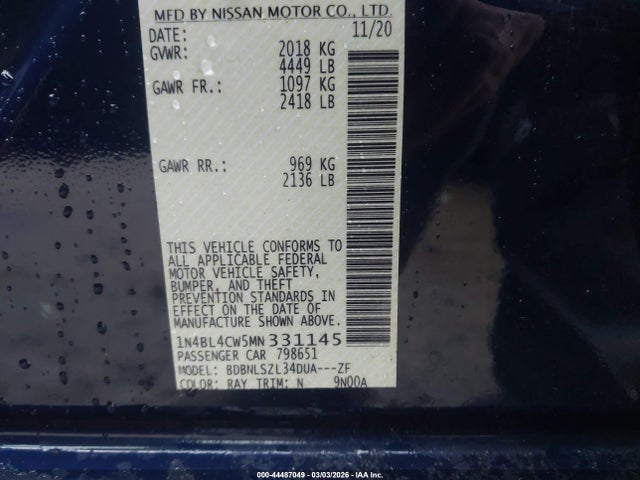 MFD BY NISSAN MOTOR CO., LTD.
DATE: 11/20
GVWR: 2018 KG
4449 LB
GAWR FR.: 1097 KG
2418 LB
GAWR RR.: 969 KG
2136 LB
THIS VEHICLE CONFORMS TO
ALL APPLICABLE FEDERAL
MOTOR VEHICLE SAFETY,
BUMPER, AND THEFT
PREVENTION STANDARDS IN
EFFECT ON THE DATE OF
MANUFACTURE SHOWN ABOVE.
1N4BL4CW5MN 331145
PASSENGER CAR 798651
MODEL: BDBNLSZL34DUA---ZF
COLOR: RAY TRIM: N 9N00A
000-44487049 - 03/03/2026 - IAA Inc.